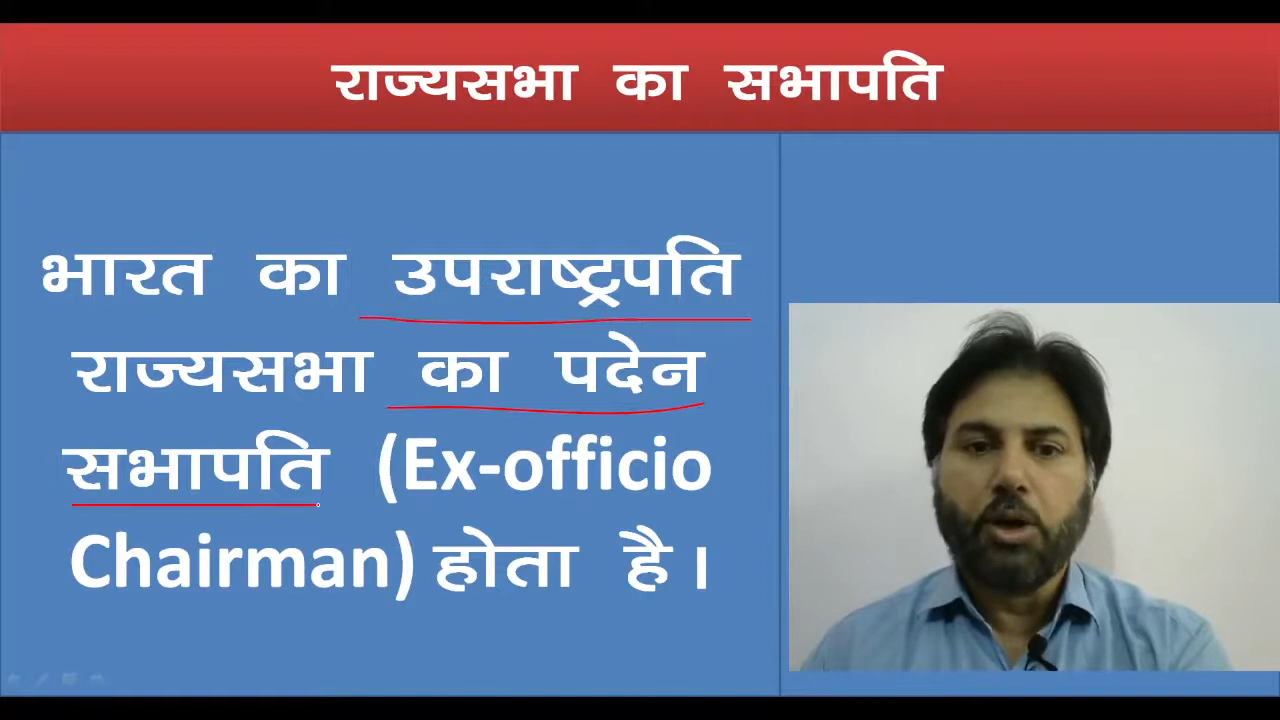 राज्यसभा का सभापति
भारत का उपराष्ट्रपति
राज्यसभा का पदेन
सभापति (Ex-officio
Chairman) होता है।